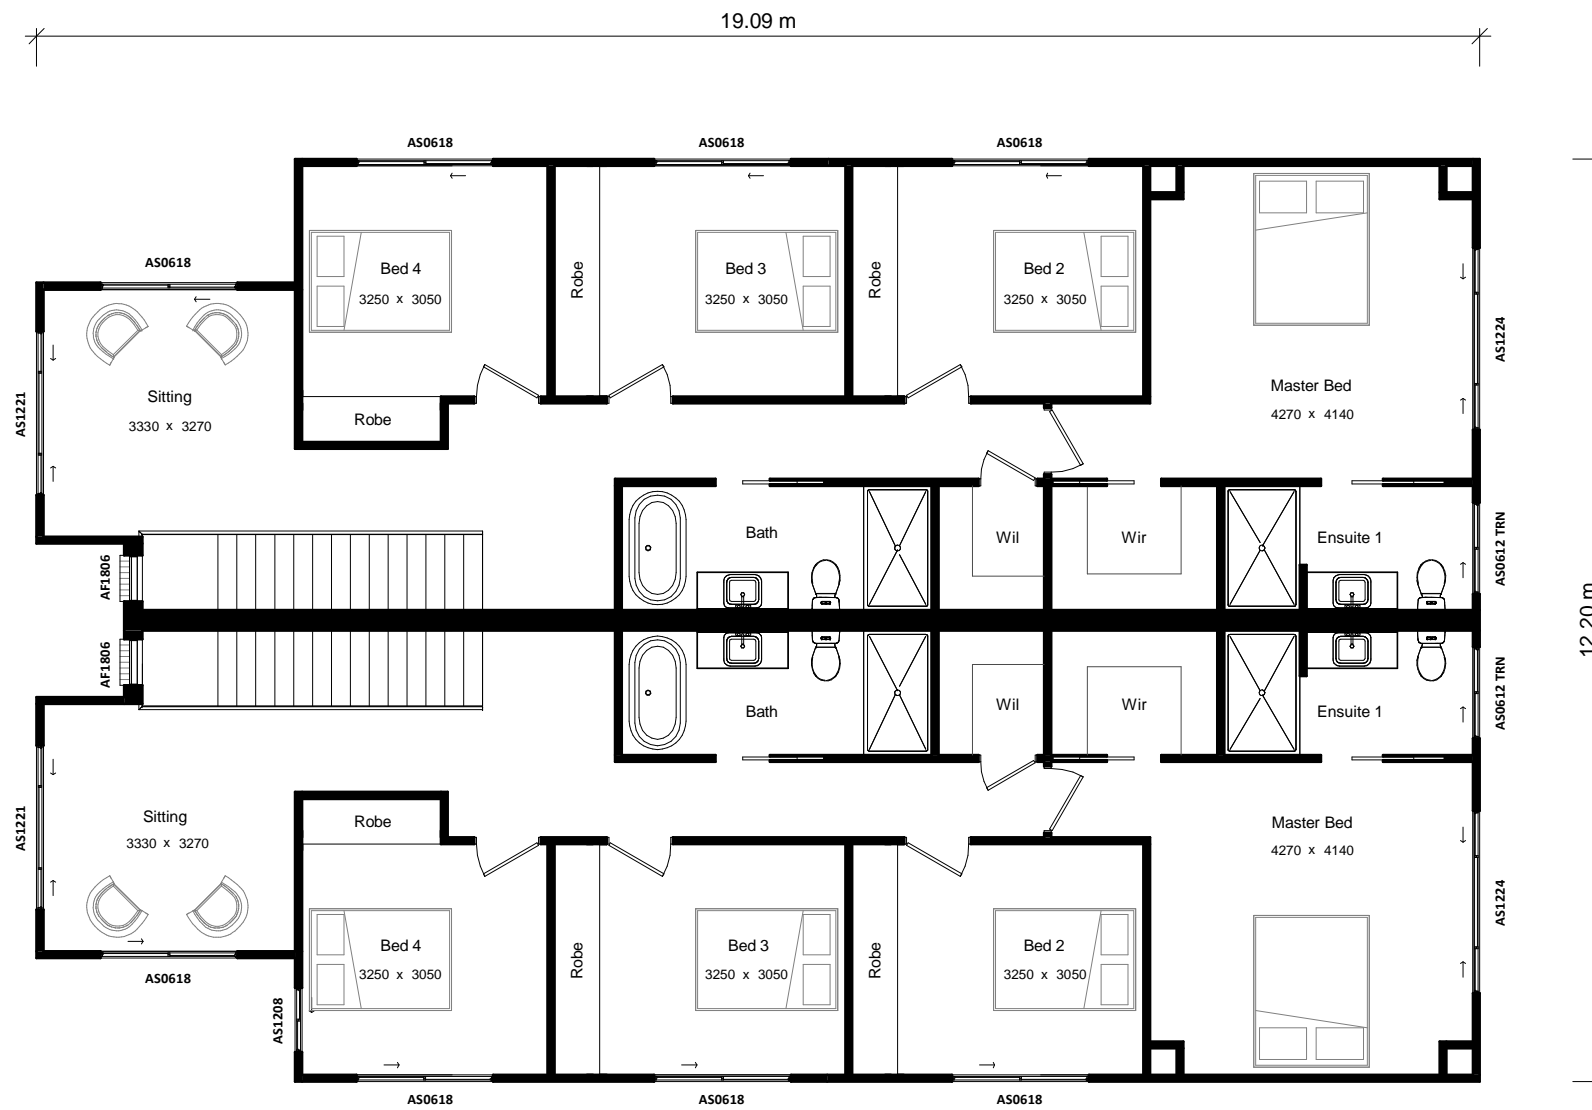 19.09 m
AS0618
AS0618
AS0618
AS0618
Bed 4
3250 x 3050
Robe
Bed 3
3250 x 3050
Robe
Bed 2
3250 x 3050
AS1224
AS1221
Sitting
3330 x 3270
Robe
Master Bed
4270 x 4140
AF1806
Bath
Wil
Wir
Ensuite 1
AS0612 TRN
12.20 m
AF1806
Bath
Wil
Wir
Ensuite 1
AS0612 TRN
AS1221
Sitting
3330 x 3270
Robe
Master Bed
4270 x 4140
AS1224
Bed 4
3250 x 3050
Robe
Bed 3
3250 x 3050
Robe
Bed 2
3250 x 3050
AS0618
AS1208
AS0618
AS0618
AS0618